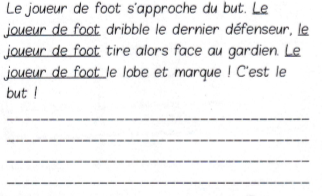 Le joueur de foot s'approche du but. Le
joueur de foot dribble le dernier défenseur, le
joueur de foot tire alors face au gardien. Le
joueur de foot le lobe et marque ! C'est le
but !